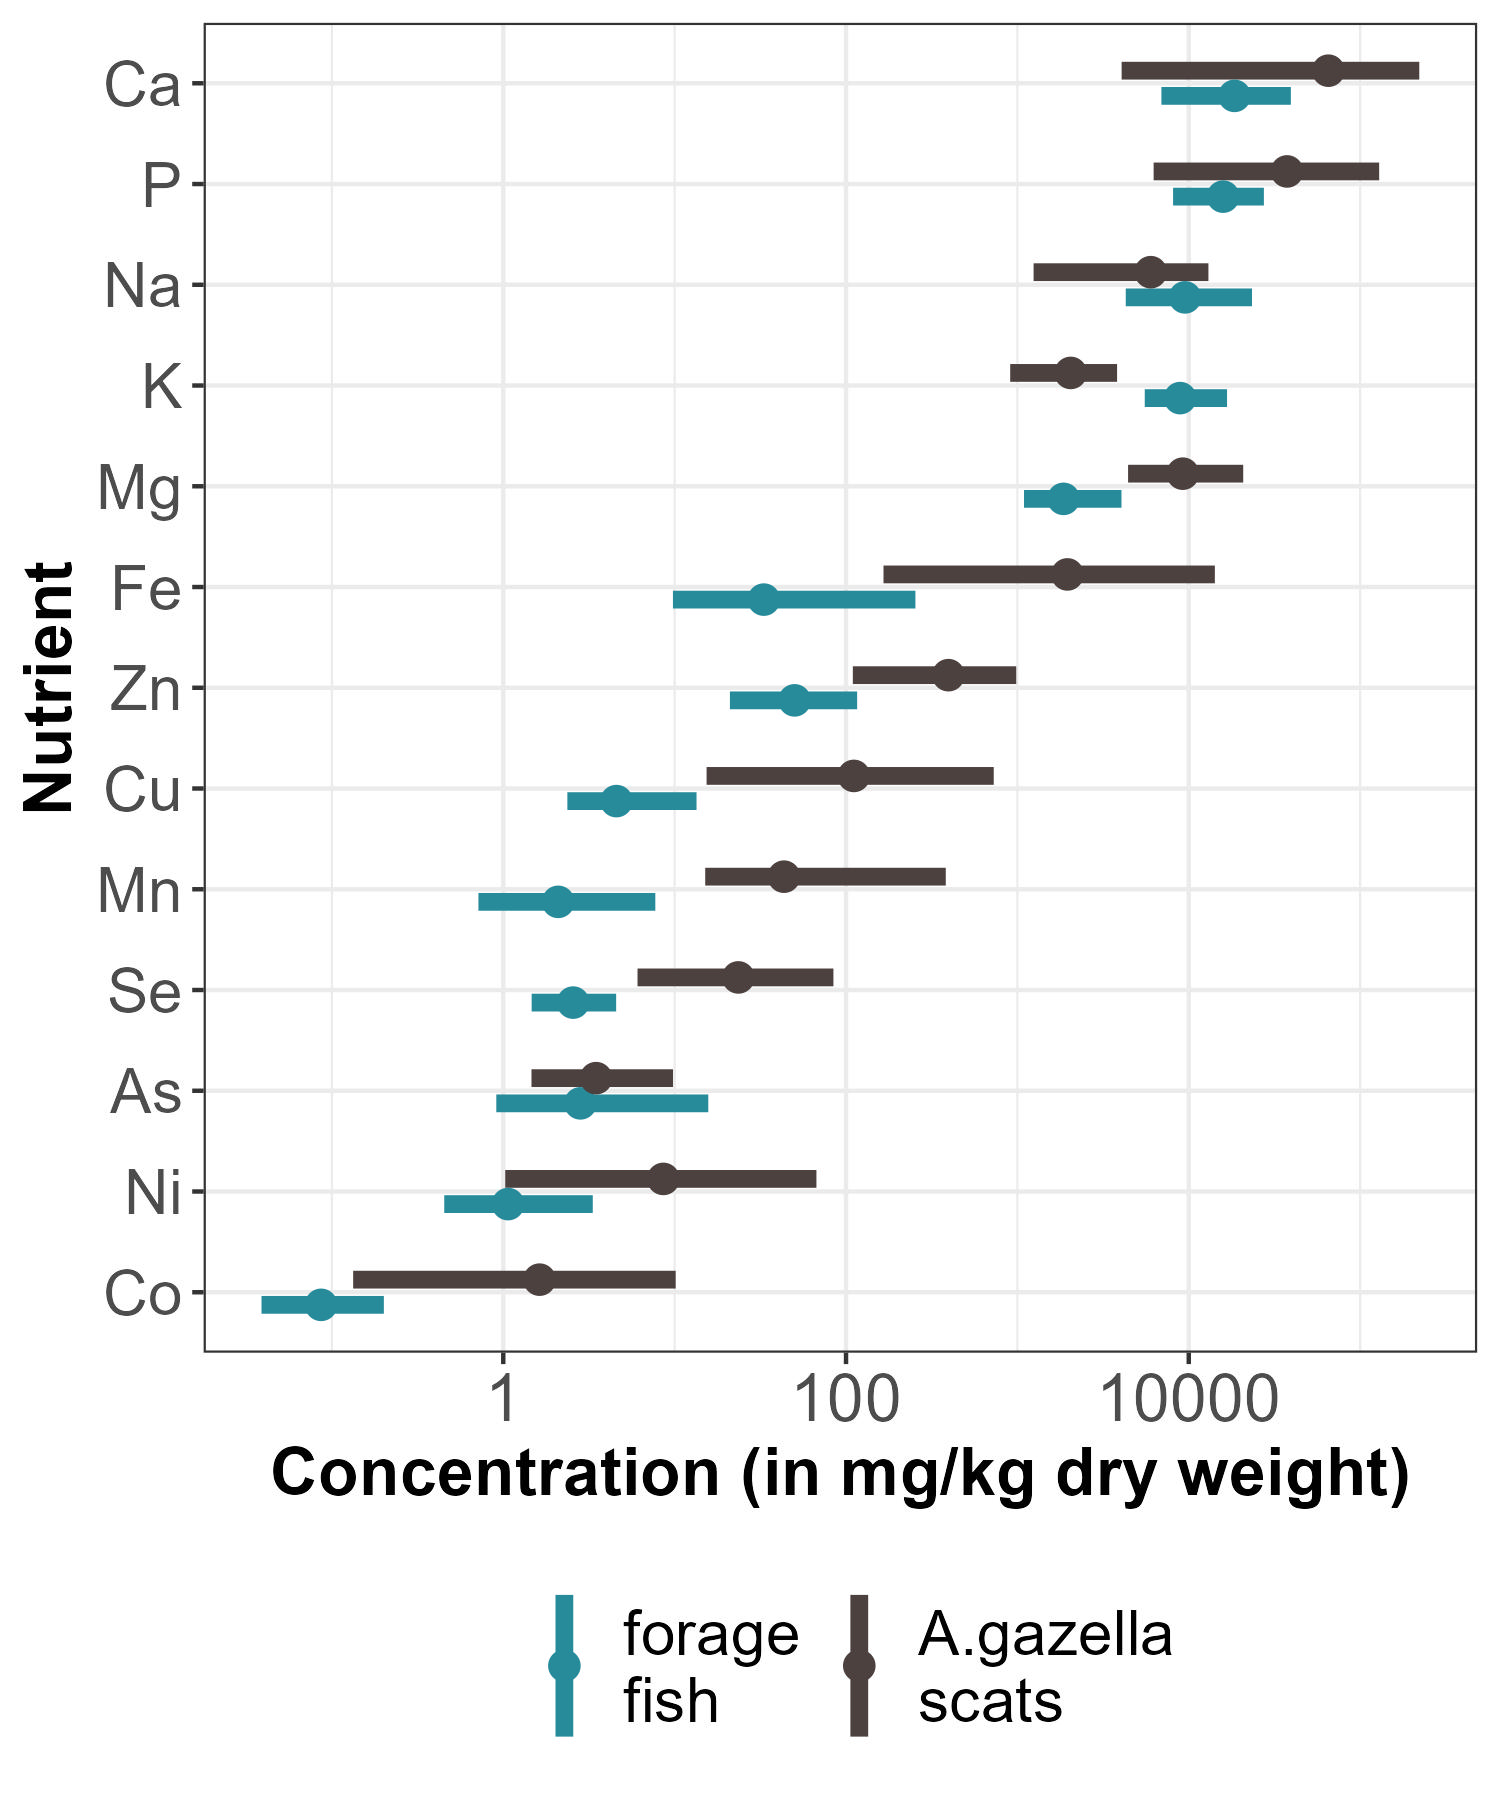 Ca
P
Na
K
Mg
Fe
Zn
Cu
Mn
Se
As
Ni
Co
Nutrient
1 100 10000
Concentration (in mg/kg dry weight)
forage
fish
A.gazella
scats